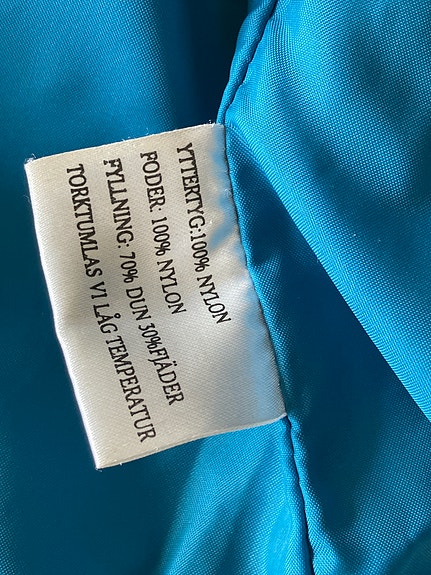 YTTERTYG:100% NYLON
FODER: 100% NYLON
FYLLNING: 70% DUN 30%FJÄDER
TORKTUMLAS VI LÅG TEMPERATUR